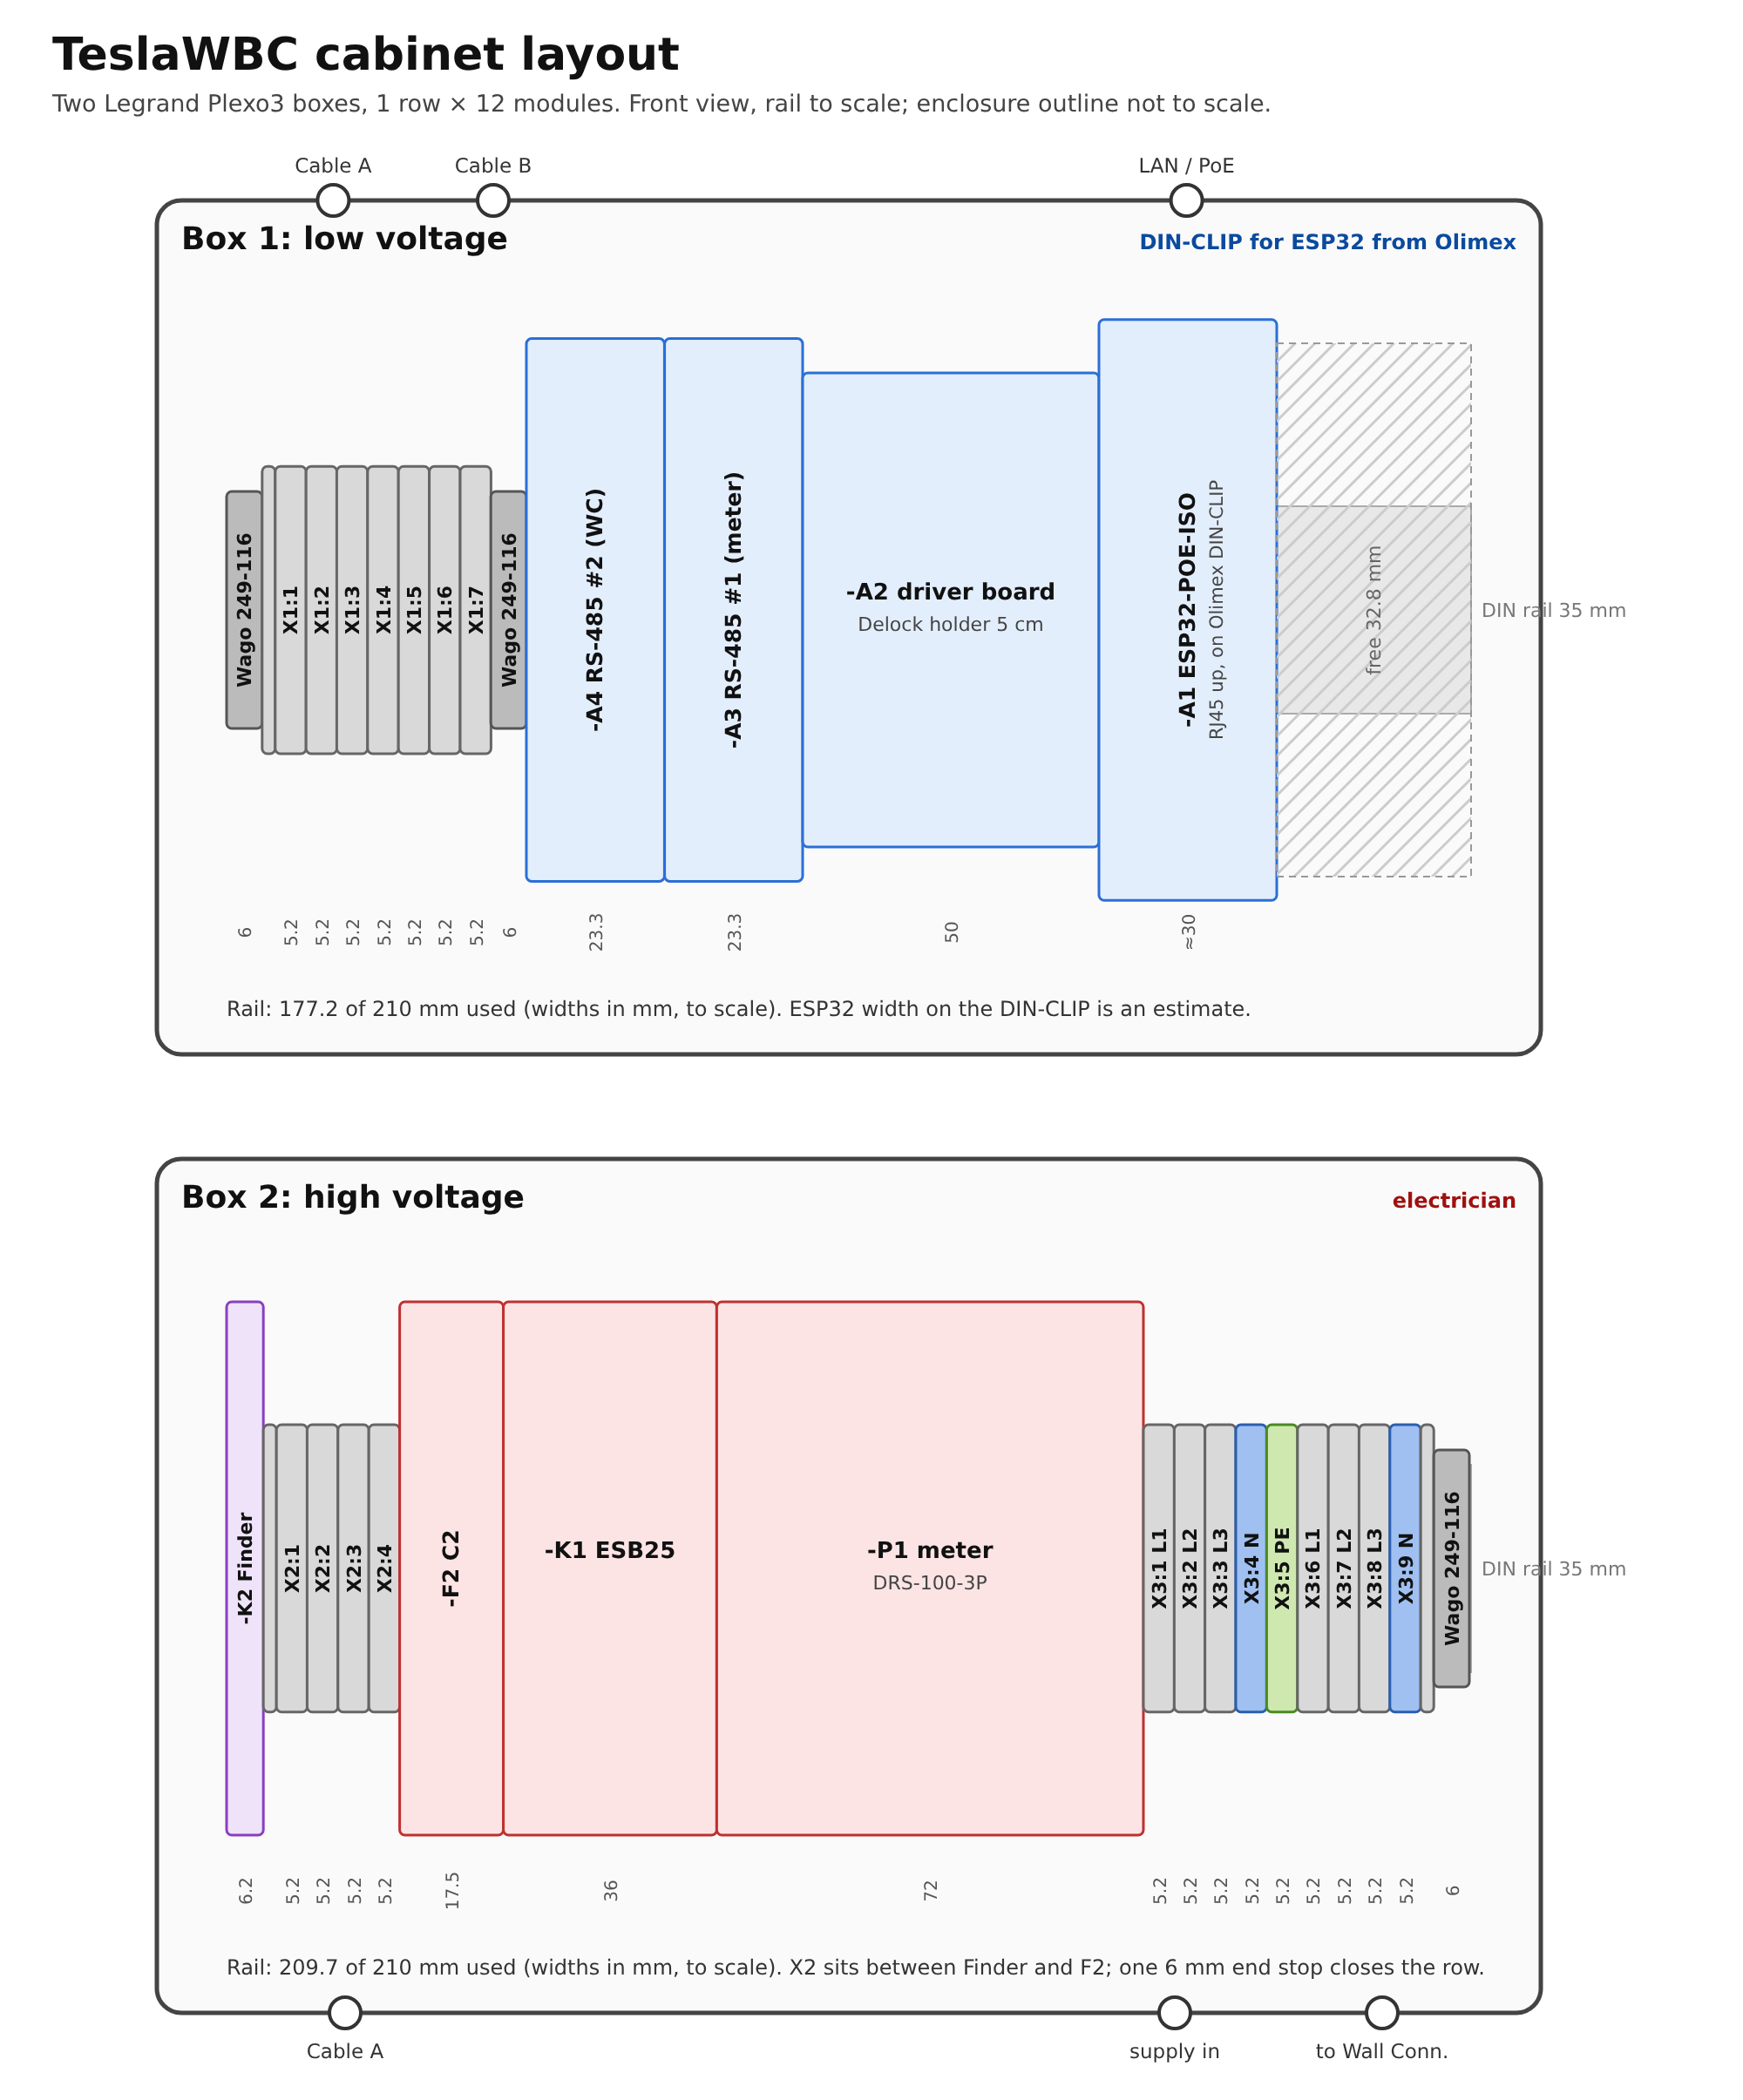 TeslaWBC cabinet layout
Two Legrand Plexo3 boxes, 1 row × 12 modules. Front view, rail to scale; enclosure outline not to scale.
Cable A
Cable B
LAN / PoE
Box 1: low voltage
DIN-CLIP for ESP32 from Olimex
Wago 249-116
X1:1
X1:2
X1:3
X1:4
X1:5
X1:6
X1:7
Wago 249-116
-A4 RS-485 #2 (WC)
-A3 RS-485 #1 (meter)
-A2 driver board
Delock holder 5 cm
-A1 ESP32-POE-ISO
RJ45 up, on Olimex DIN-CLIP
free 32.8 mm
DIN rail 35 mm
6
5.2
5.2
5.2
5.2
5.2
5.2
5.2
6
23.3
23.3
50
≈30
Rail: 177.2 of 210 mm used (widths in mm, to scale). ESP32 width on the DIN-CLIP is an estimate.
Box 2: high voltage
electrician
-K2 Finder
X2:1
X2:2
X2:3
X2:4
-F2 C2
-K1 ESB25
-P1 meter
DRS-100-3P
X3:1 L1
X3:2 L2
X3:3 L3
X3:4 N
X3:5 PE
X3:6 L1
X3:7 L2
X3:8 L3
X3:9 N
Wago 249-116
DIN rail 35 mm
6.2
5.2
5.2
5.2
5.2
17.5
36
72
5.2
5.2
5.2
5.2
5.2
5.2
5.2
5.2
5.2
6
Rail: 209.7 of 210 mm used (widths in mm, to scale). X2 sits between Finder and F2; one 6 mm end stop closes the row.
Cable A
supply in
to Wall Conn.